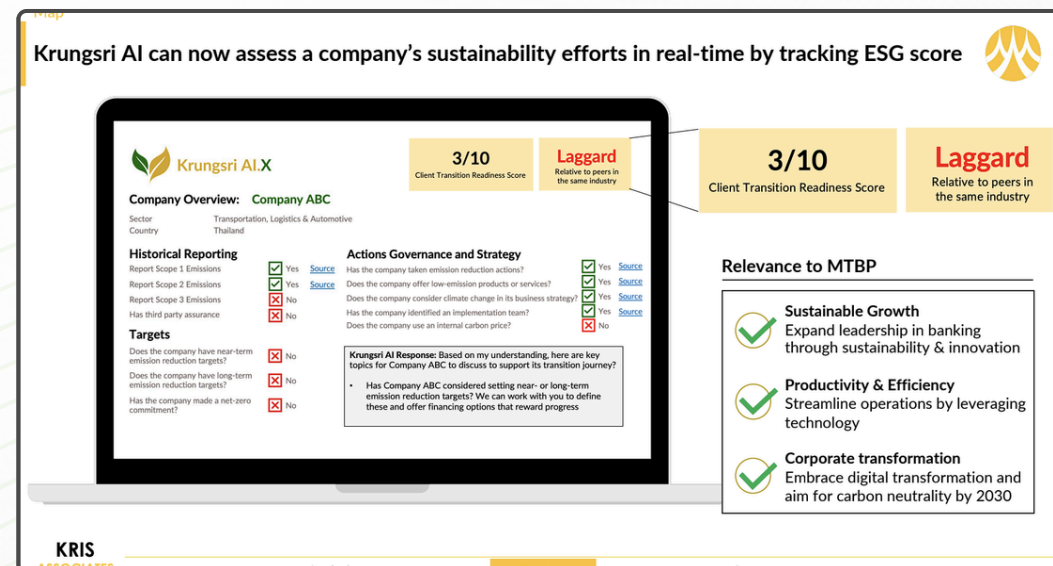 Map
Krungsri AI can now assess a company's sustainability efforts in real-time by tracking ESG score
Krungsri AI.X
3/10
Client Transition Readiness Score
Laggard
Relative to peers in
the same industry
Company Overview: Company ABC
Sector Transportation, Logistics & Automotive
Country Thailand
Historical Reporting
Report Scope 1 Emissions Yes Source
Report Scope 2 Emissions Yes Source
Report Scope 3 Emissions No
Has third party assurance No
Targets
Does the company have near-term
emission reduction targets? No
Does the company have long-term
emission reduction targets? No
Has the company made a net-zero
commitment? No
Actions Governance and Strategy
Has the company taken emission reduction actions? Yes Source
Does the company offer low-emission products or services? Yes Source
Does the company consider climate change in its business strategy? Yes Source
Has the company identified an implementation team? Yes Source
Does the company use an internal carbon price? No
Krungsri AI Response: Based on my understanding, here are key
topics for Company ABC to discuss to support its transition journey?
• Has Company ABC considered setting near- or long-term
emission reduction targets? We can work with you to define
these and offer financing options that reward progress
3/10
Client Transition Readiness Score
Laggard
Relative to peers in
the same industry
Relevance to MTBP
Sustainable Growth
Expand leadership in banking
through sustainability & innovation
Productivity & Efficiency
Streamline operations by leveraging
technology
Corporate transformation
Embrace digital transformation and
aim for carbon neutrality by 2030
KRIS
ASSOCIATES